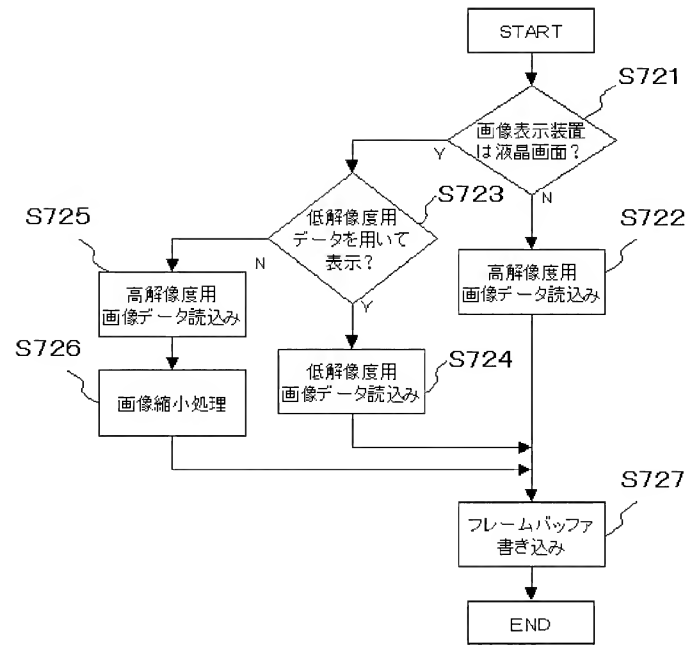 START
S721
画像表示装置
は液晶画面？
Y
N
S723
低解像度用
データを用いて
表示？
N
Y
S725
高解像度用
画像データ読込み
S722
高解像度用
画像データ読込み
S726
画像縮小処理
S724
低解像度用
画像データ読込み
S727
フレームバッファ
書き込み
END